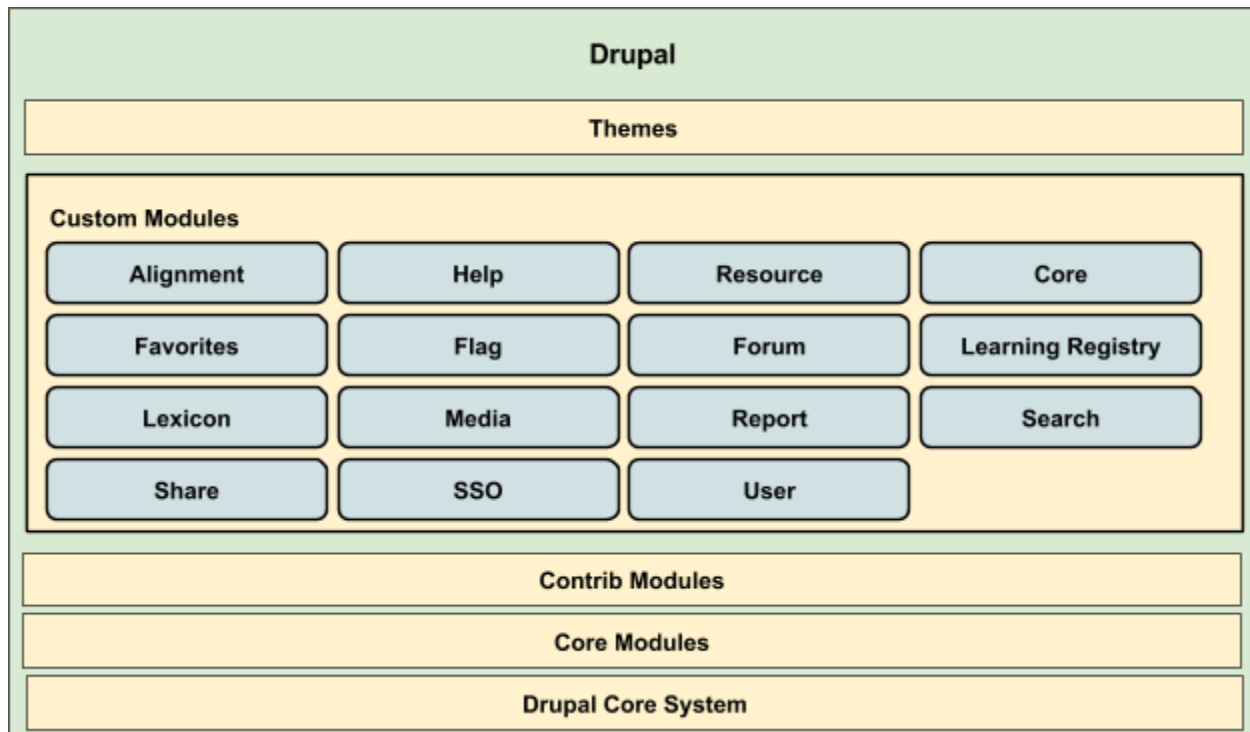 Drupal
Themes
Custom Modules
Alignment Help Resource Core
Favorites Flag Forum Learning Registry
Lexicon Media Report Search
Share SSO User
Contrib Modules
Core Modules
Drupal Core System